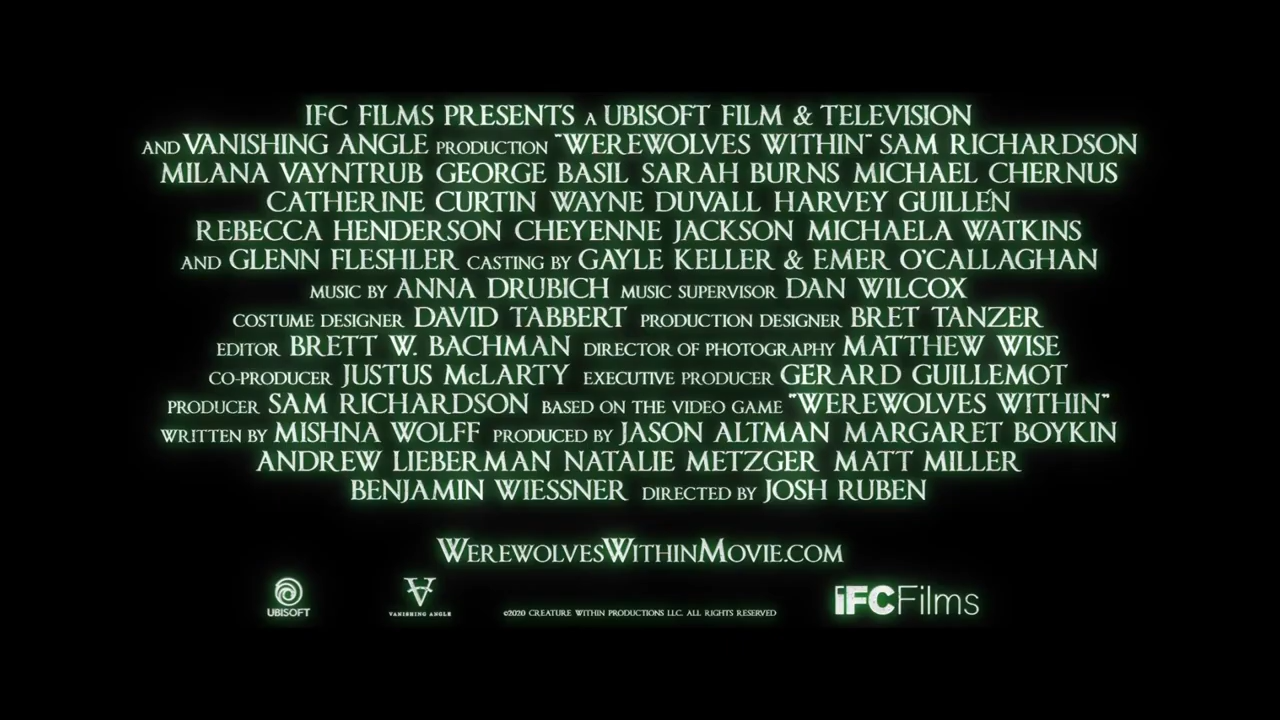 IFC FILMS PRESENTS A UBISOFT FILM & TELEVISION
AND VANISHING ANGLE PRODUCTION "WEREWOLVES WITHIN" SAM RICHARDSON
MILANA VAYNTRUB GEORGE BASIL SARAH BURNS MICHAEL CHERNUS
CATHERINE CURTIN WAYNE DUVALL HARVEY GUILLÉN
REBECCA HENDERSON CHEYENNE JACKSON MICHAELA WATKINS
AND GLENN FLESHLER CASTING BY GAYLE KELLER & EMER O'CALLAGHAN
MUSIC BY ANNA DRUBICH MUSIC SUPERVISOR DAN WILCOX
COSTUME DESIGNER DAVID TABBERT PRODUCTION DESIGNER BRET TANZER
EDITOR BRETT W. BACHMAN DIRECTOR OF PHOTOGRAPHY MATTHEW WISE
CO-PRODUCER JUSTUS McLARTY EXECUTIVE PRODUCER GERARD GUILLEMOT
PRODUCER SAM RICHARDSON BASED ON THE VIDEO GAME "WEREWOLVES WITHIN"
WRITTEN BY MISHNA WOLFF PRODUCED BY JASON ALTMAN MARGARET BOYKIN
ANDREW LIEBERMAN NATALIE METZGER MATT MILLER
BENJAMIN WIESSNER DIRECTED BY JOSH RUBEN
WEREWOLVESWITHINMOVIE.COM
UBISOFT
VANISHING ANGLE
©2020 CREATURE WITHIN PRODUCTIONS LLC. ALL RIGHTS RESERVED
IFC Films